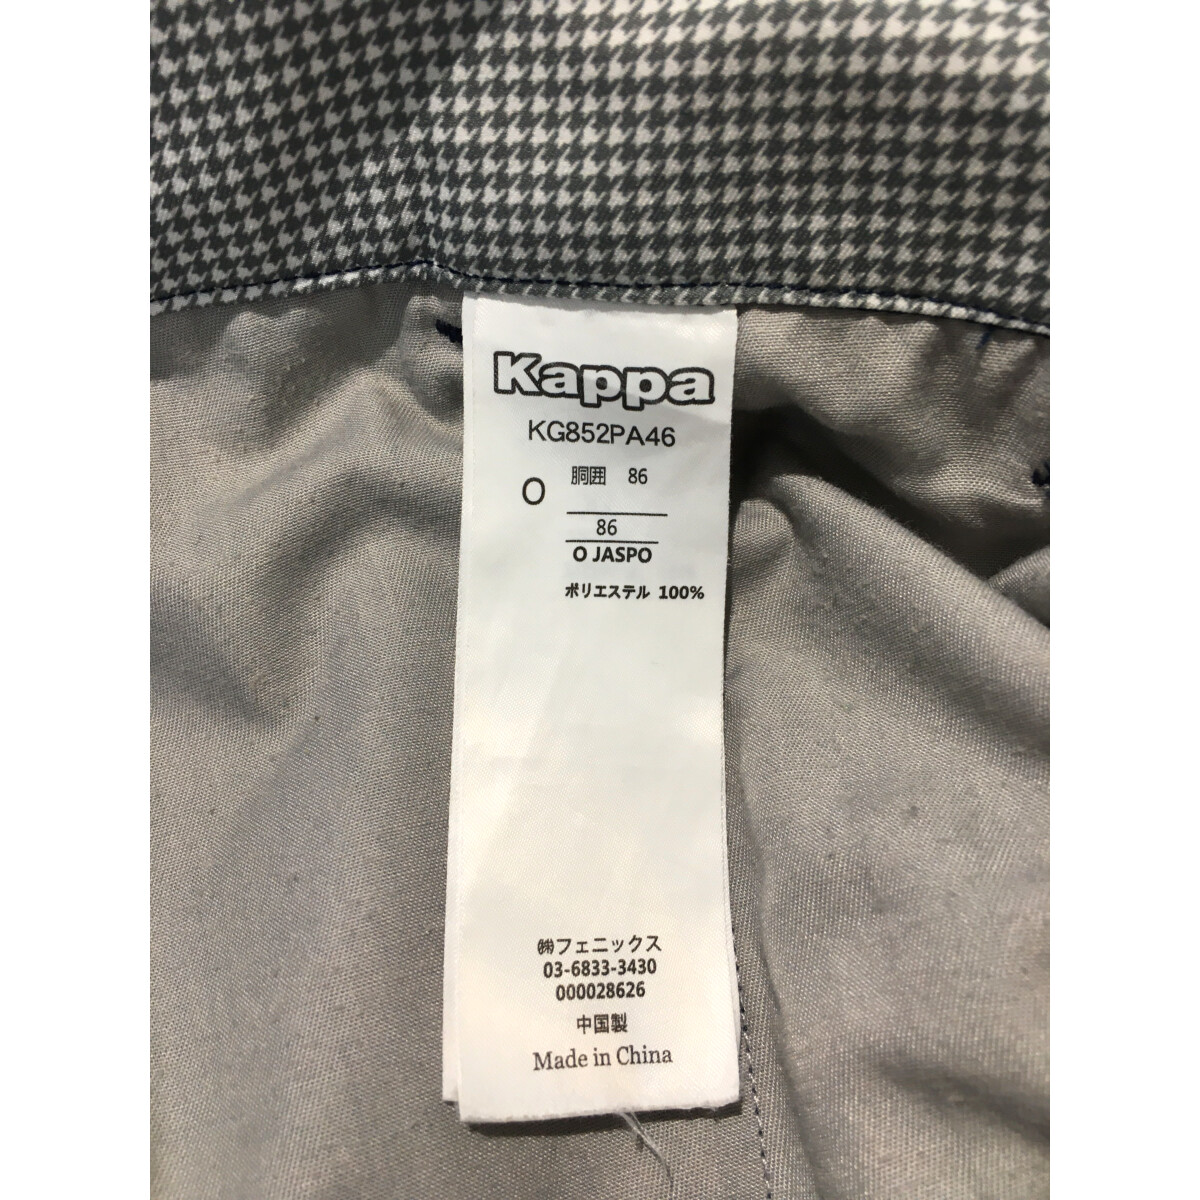 Kappa
KG852PA46
O 胴囲 86
86
O JASPO
ポリエステル 100%
㈱フェニックス
03-6833-3430
000028626
中国製
Made in China